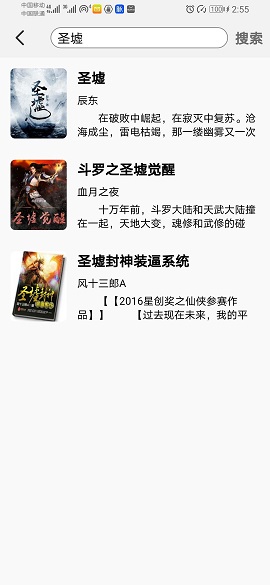 中国移动 中国联通 46 36 100 2:55
圣墟 搜索
圣墟
辰东
在破败中崛起，在寂灭中复苏。沧
海成尘，雷电枯竭，那一缕幽雾又一次
斗罗之圣墟觉醒
血月之夜
十万年前，斗罗大陆和天武大陆撞
在一起，天地大变，魂修和武修的碰
圣墟觉醒
圣墟封神装逼系统
风十三郎A
【【2016星创奖之仙侠参赛作
品】】 【过去现在未来，我的平